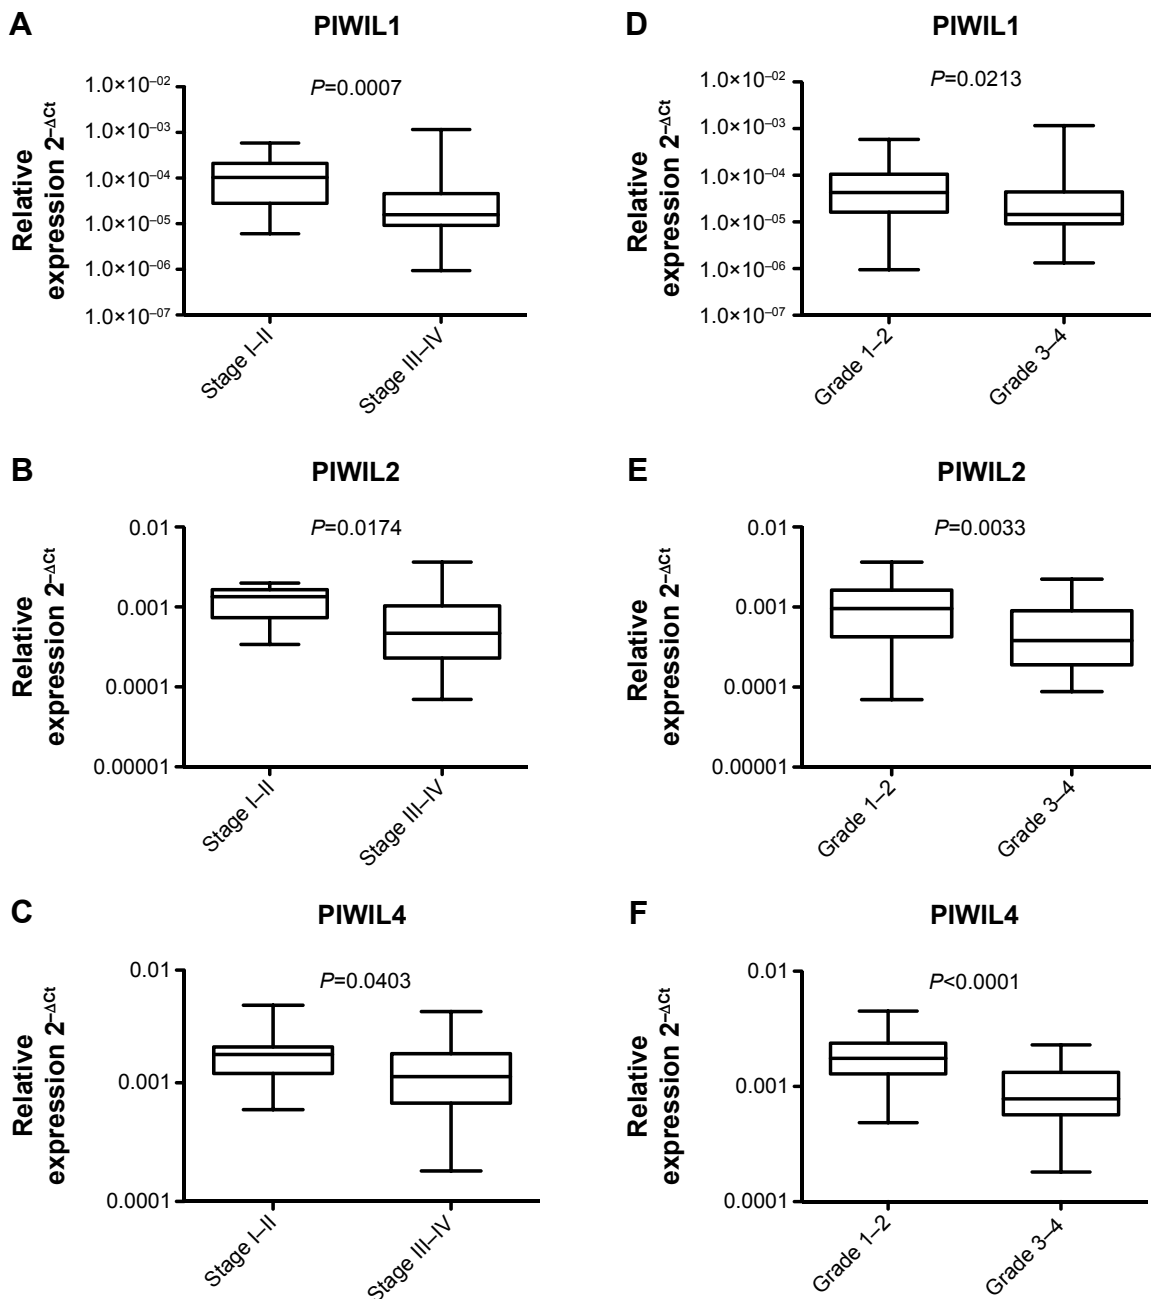 A
PIWIL1
P=0.0007
Relative
expression 2⁻ΔCt
1.0×10⁻⁰²
1.0×10⁻⁰³
1.0×10⁻⁰⁴
1.0×10⁻⁰⁵
1.0×10⁻⁰⁶
1.0×10⁻⁰⁷
Stage I–II
Stage III–IV
D
PIWIL1
P=0.0213
Relative
expression 2⁻ΔCt
1.0×10⁻⁰²
1.0×10⁻⁰³
1.0×10⁻⁰⁴
1.0×10⁻⁰⁵
1.0×10⁻⁰⁶
1.0×10⁻⁰⁷
Grade 1–2
Grade 3–4
B
PIWIL2
P=0.0174
Relative
expression 2⁻ΔCt
0.01
0.001
0.0001
0.00001
Stage I–II
Stage III–IV
E
PIWIL2
P=0.0033
Relative
expression 2⁻ΔCt
0.01
0.001
0.0001
0.00001
Grade 1–2
Grade 3–4
C
PIWIL4
P=0.0403
Relative
expression 2⁻ΔCt
0.01
0.001
0.0001
Stage I–II
Stage III–IV
F
PIWIL4
P<0.0001
Relative
expression 2⁻ΔCt
0.01
0.001
0.0001
Grade 1–2
Grade 3–4